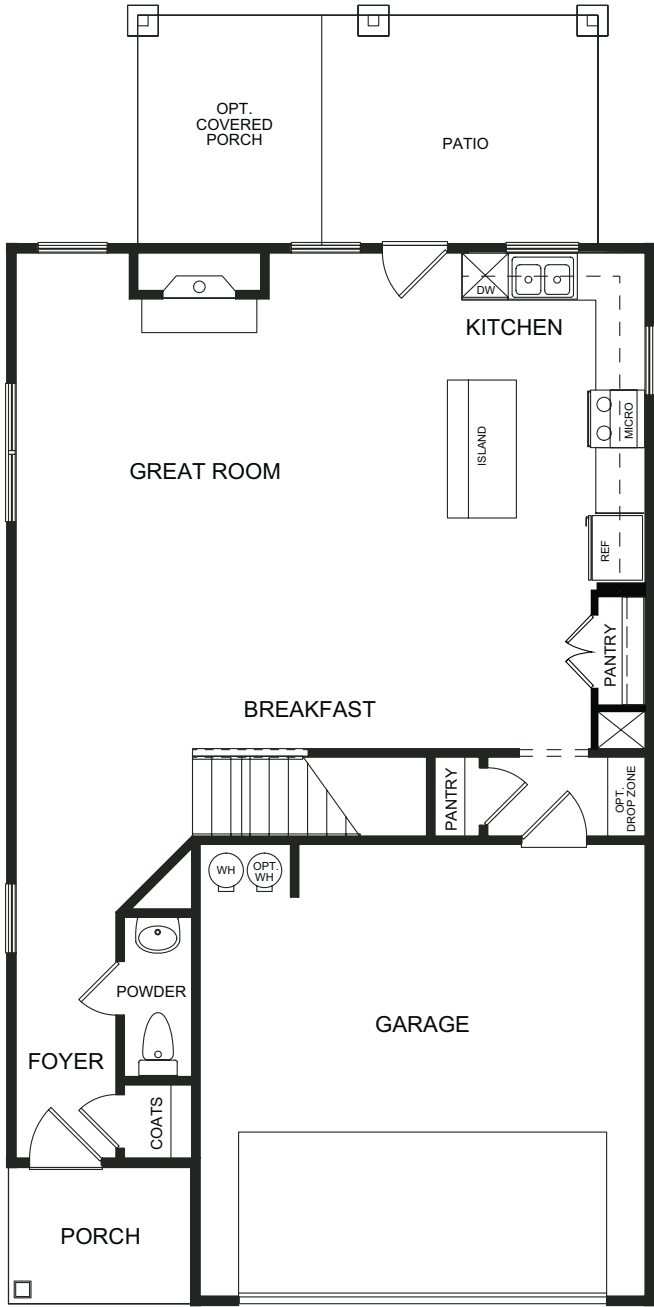 OPT.
COVERED
PORCH
PATIO
DW
KITCHEN
MICRO
ISLAND
GREAT ROOM
REF
PANTRY
BREAKFAST
PANTRY
OPT.
DROP ZONE
WH
OPT.
WH
POWDER
GARAGE
FOYER
COATS
PORCH